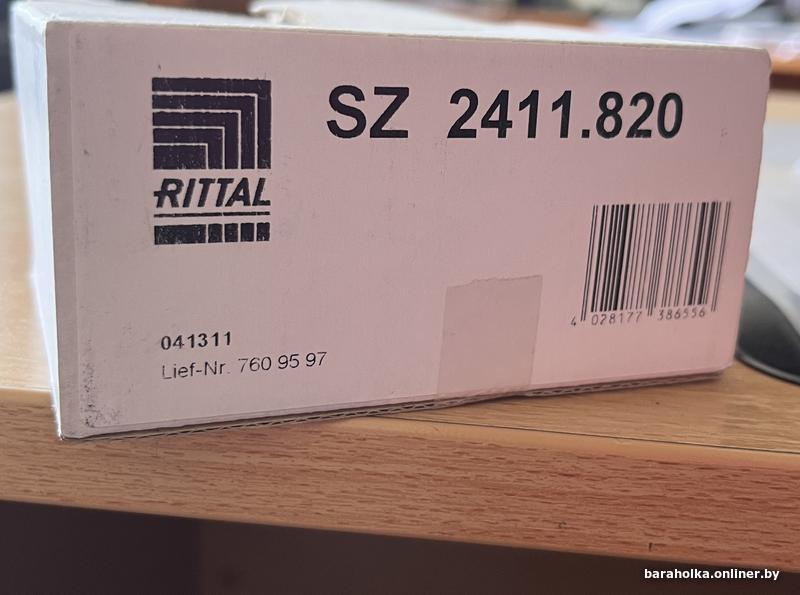 SZ 2411.820
RITTAL
4 028177 386556
041311
Lief-Nr. 760 95 97
baraholka.onliner.by